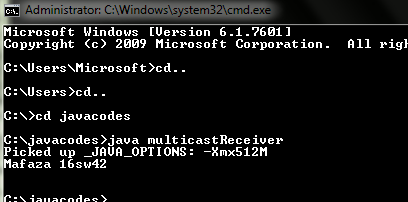 Administrator: C:\Windows\system32\cmd.exe
Microsoft Windows [Version 6.1.7601]
Copyright (c) 2009 Microsoft Corporation.  All righ
C:\Users\Microsoft>cd..
C:\Users>cd..
C:\>cd javacodes
C:\javacodes>java multicastReceiver
Picked up _JAVA_OPTIONS: -Xmx512M
Mafaza 16sw42
C:\javacodes>